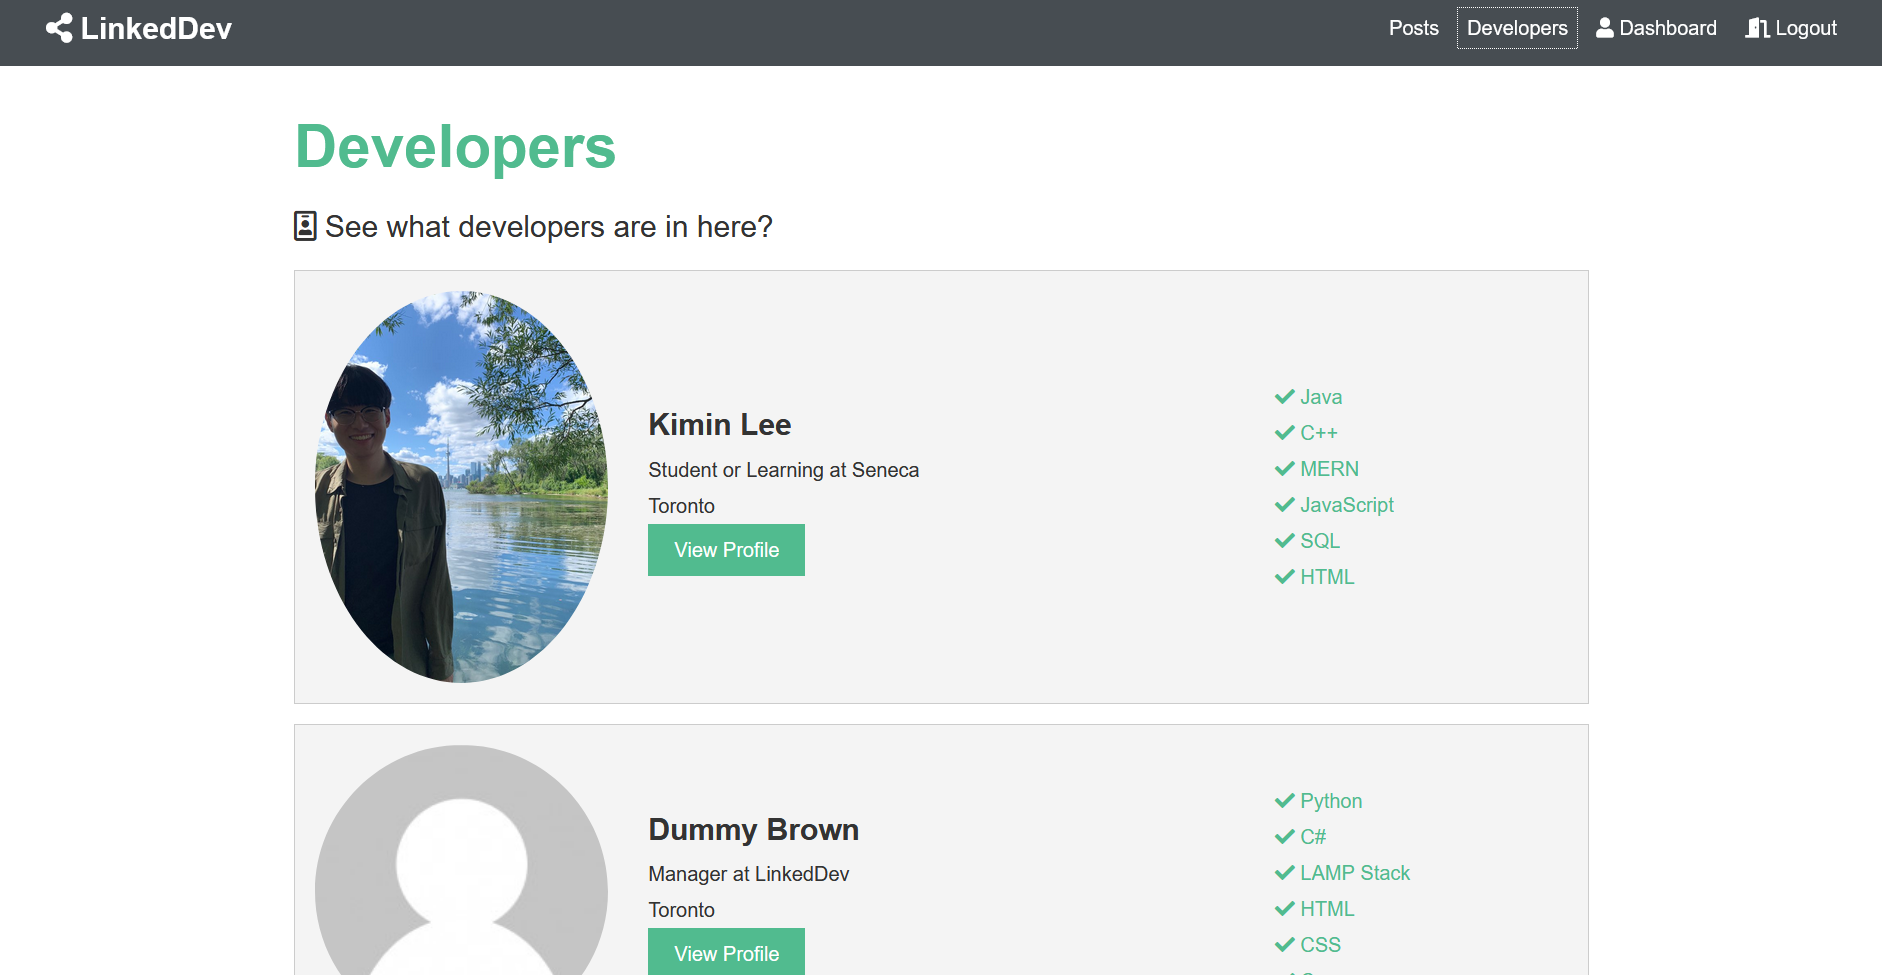 LinkedDev
Posts
Developers
Dashboard
Logout
Developers
See what developers are in here?
Kimin Lee
Student or Learning at Seneca
Toronto
View Profile
Java
C++
MERN
JavaScript
SQL
HTML
Dummy Brown
Manager at LinkedDev
Toronto
View Profile
Python
C#
LAMP Stack
HTML
CSS